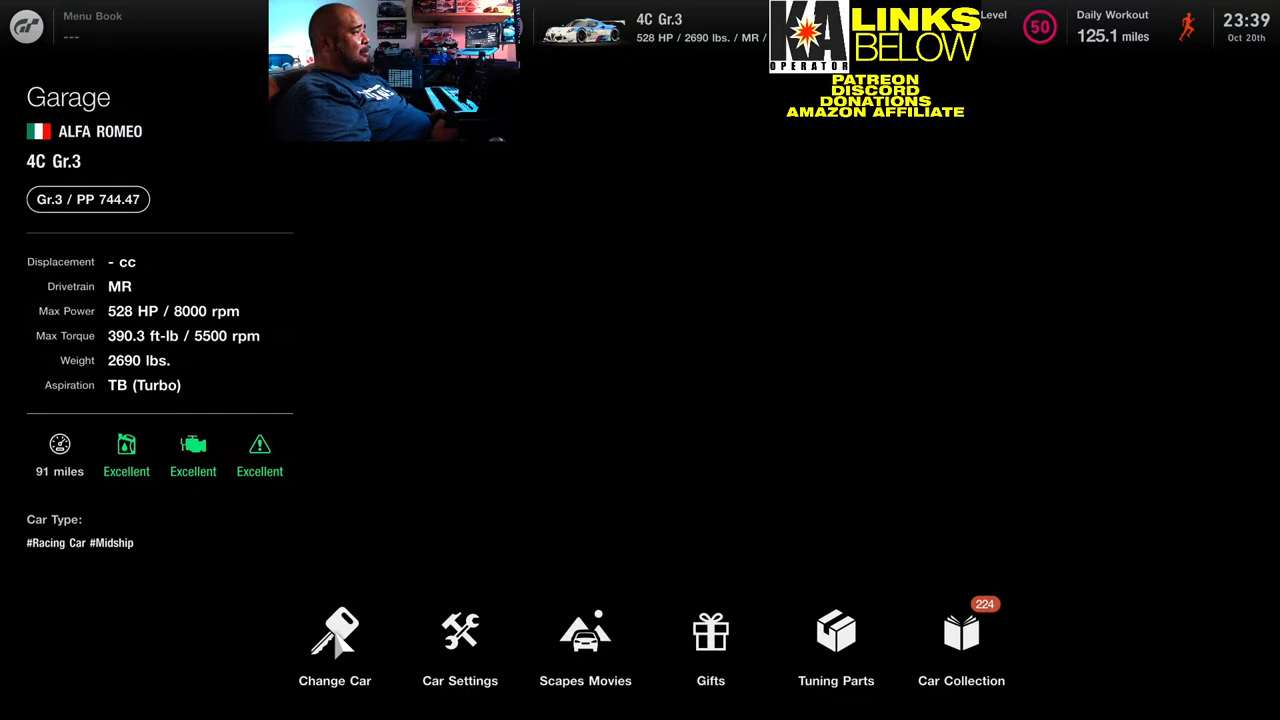 Menu Book
---
4C Gr.3
528 HP / 2690 lbs. / MR /
KA
OPERATOR
LINKS
BELOW
PATREON
DISCORD
DONATIONS
AMAZON AFFILIATE
Level
50
Daily Workout
125.1 miles
23:39
Oct 20th
Garage
ALFA ROMEO
4C Gr.3
Gr.3 / PP 744.47
Displacement - cc
Drivetrain MR
Max Power 528 HP / 8000 rpm
Max Torque 390.3 ft-lb / 5500 rpm
Weight 2690 lbs.
Aspiration TB (Turbo)
91 miles Excellent Excellent Excellent
Car Type:
#Racing Car #Midship
224
Change Car Car Settings Scapes Movies Gifts Tuning Parts Car Collection